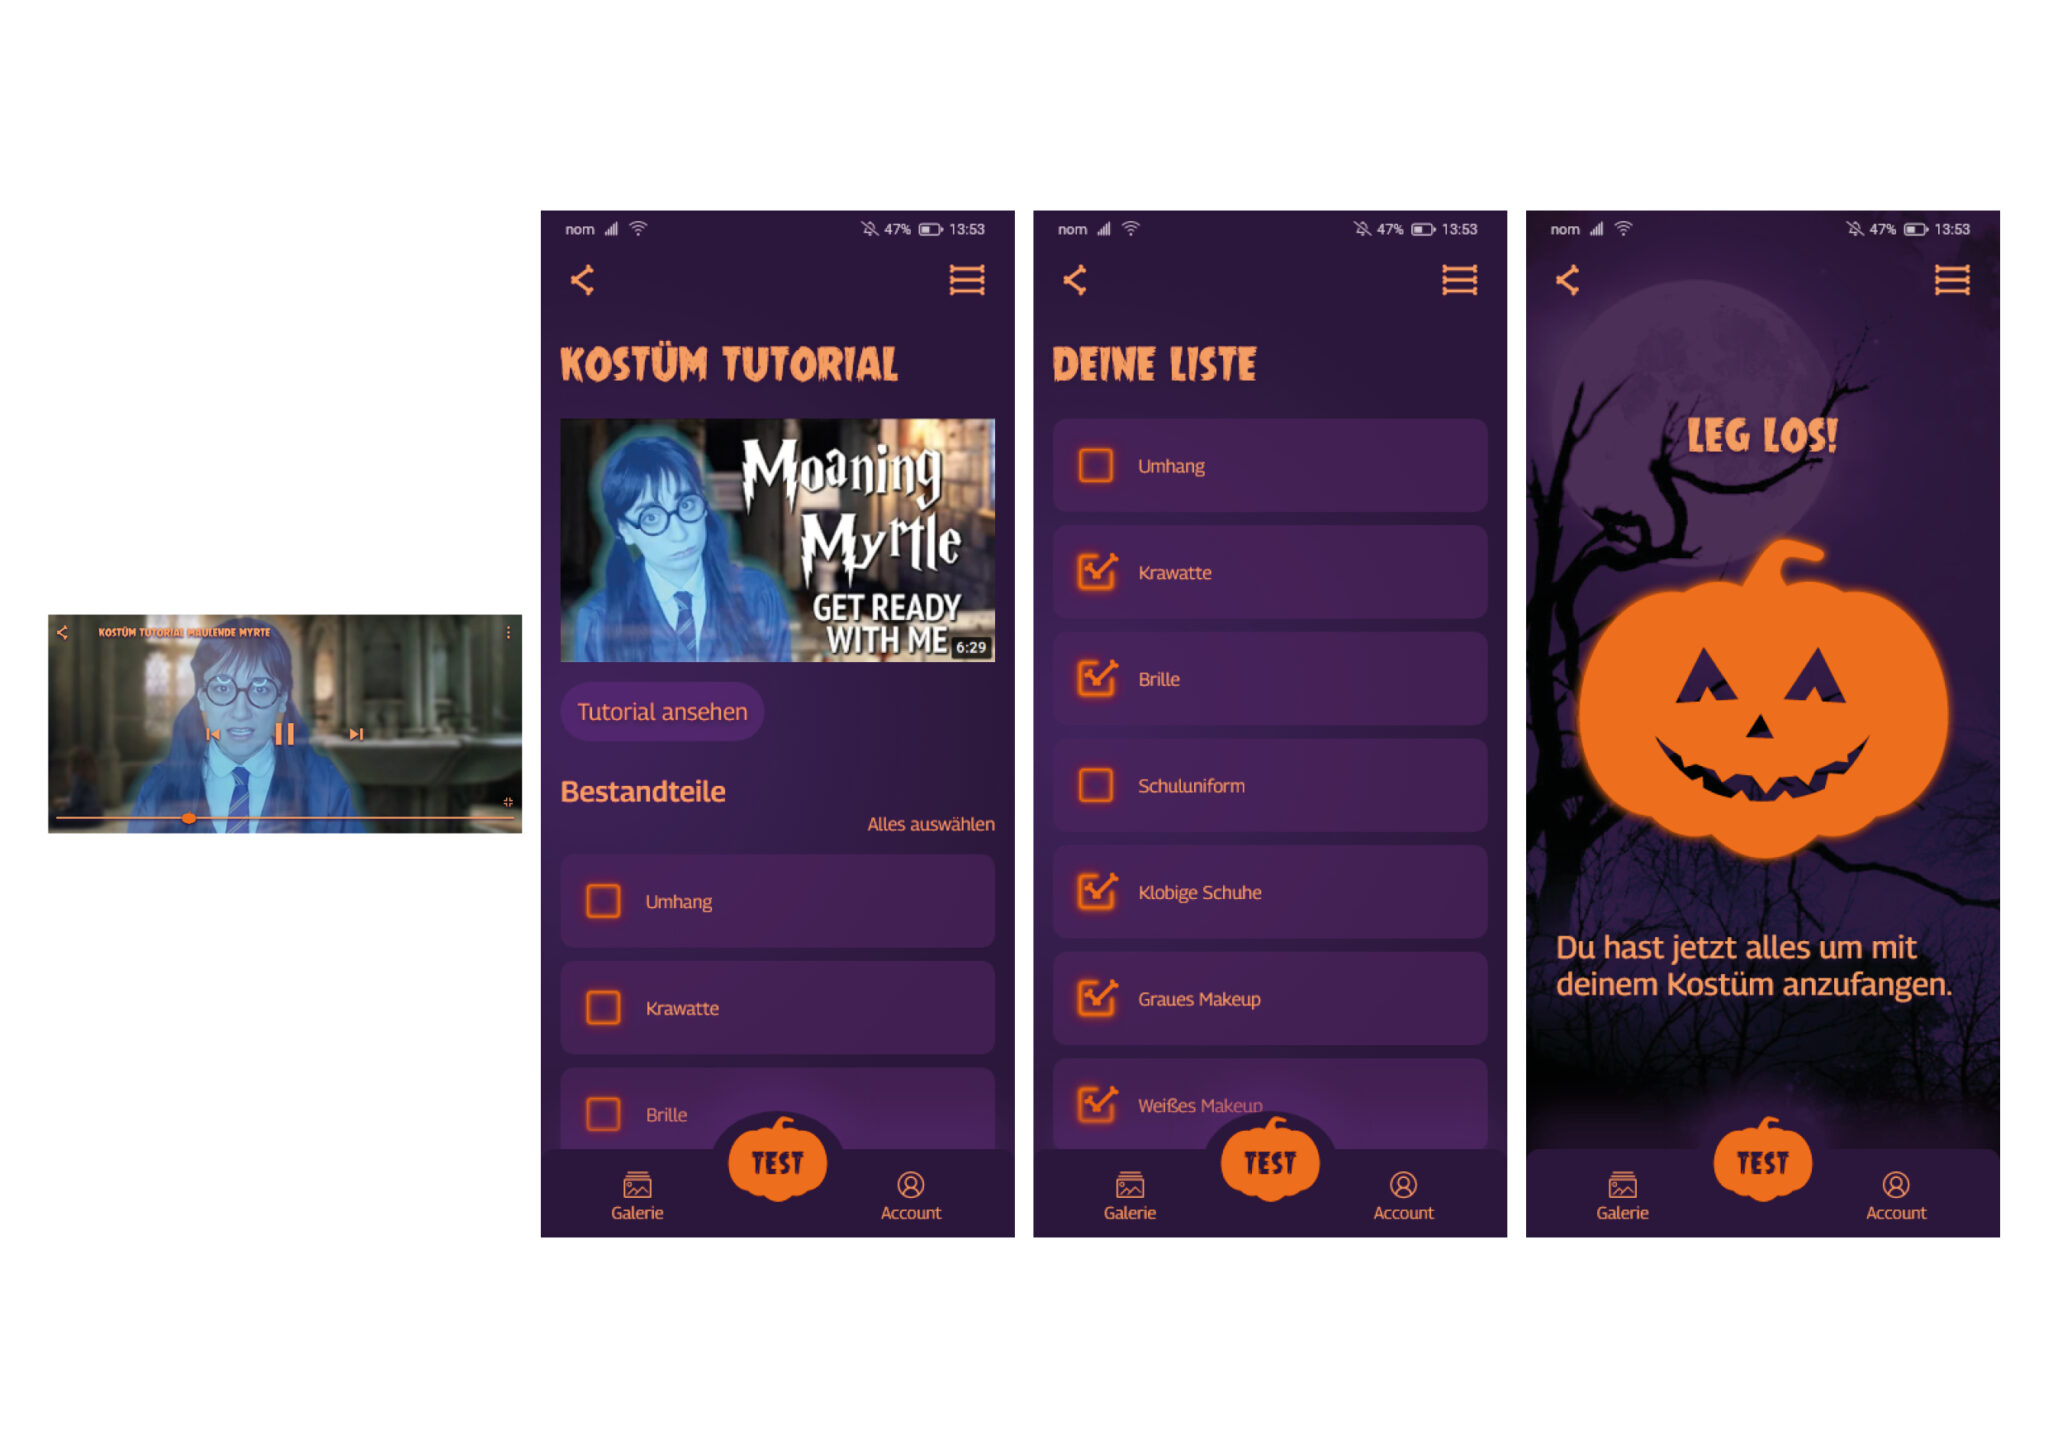 KOSTÜM TUTORIAL MAULENDE MYRTE
nom 47% 13:53
KOSTÜM TUTORIAL
Moaning
Myrtle
GET READY
WITH ME
6:29
Tutorial ansehen
Bestandteile
Alles auswählen
Umhang
Krawatte
Brille
TEST
Galerie
Account
nom 47% 13:53
DEINE LISTE
Umhang
Krawatte
Brille
Schuluniform
Klobige Schuhe
Graues Makeup
Weißes Makeup
TEST
Galerie
Account
nom 47% 13:53
LEG LOS!
Du hast jetzt alles um mit
deinem Kostüm anzufangen.
TEST
Galerie
Account